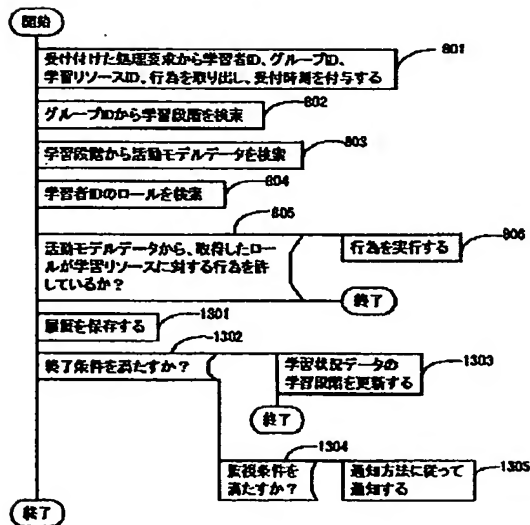 開始
受け付けた処理要求から学習者ID、グループID、
学習リソースID、行為を取り出し、受付時刻を付与する
801
グループIDから学習段階を検索
802
学習段階から活動モデルデータを検索
803
学習者IDのロールを検索
804
805
活動モデルデータから、取得したロー
ルが学習リソースに対する行為を許
しているか?
行為を実行する
806
終了
履歴を保存する
1301
1302
終了条件を満たすか?
学習状況データの
学習段階を更新する
1303
終了
1304
監視条件を
満たすか?
通知方法に従って
通知する
1305
終了